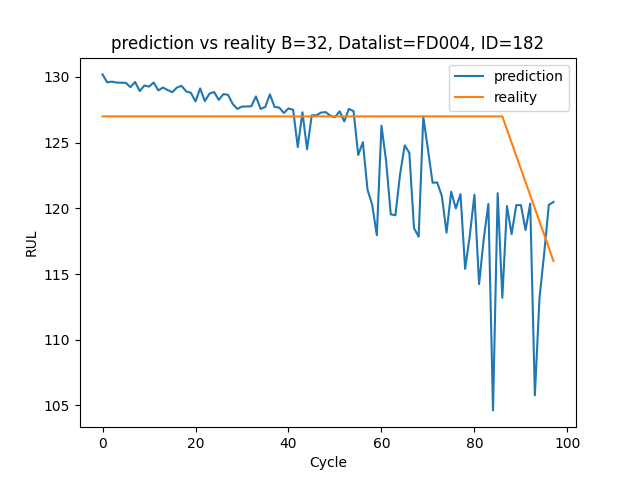 prediction vs reality B=32, Datalist=FD004, ID=182
prediction
reality
RUL
130
125
120
115
110
105
0
20
40
60
80
100
Cycle